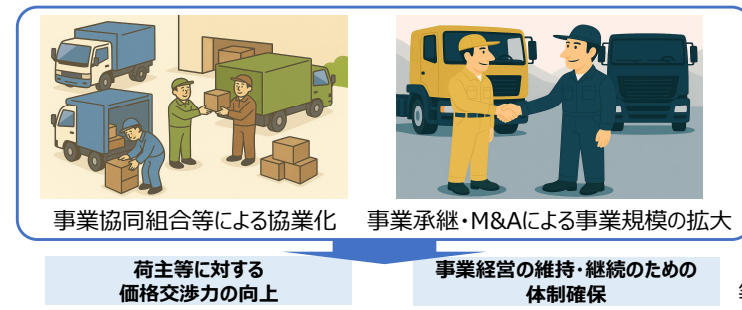 事業協同組合等による協業化
事業承継・M&Aによる事業規模の拡大
荷主等に対する
価格交渉力の向上
事業経営の維持・継続のための
体制確保